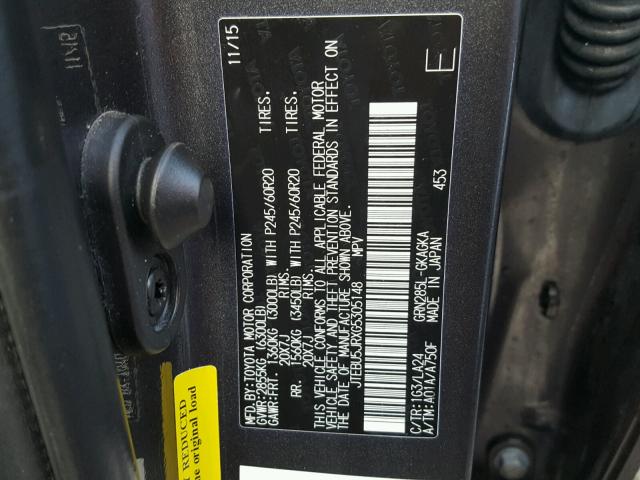 MFD. BY: TOYOTA MOTOR CORPORATION 11/15
GVWR: 2855KG (6300LB)
GAWR: FRT. 1360KG (3000LB) WITH P245/60R20 TIRES.
20X7J RIMS.
RR. 1560KG (3450LB) WITH P245/60R20 TIRES.
20X7J RIMS.
THIS VEHICLE CONFORMS TO ALL APPLICABLE FEDERAL MOTOR
VEHICLE SAFETY AND THEFT PREVENTION STANDARDS IN EFFECT ON
THE DATE OF MANUFACTURE SHOWN ABOVE.
JTEBU5JRXG5305148 MPV
E
453
C/TR: 1G3/LA24 GRN285L-GKAGKA
A/TM: A01A/A750F MADE IN JAPAN
REDUCED
the original load